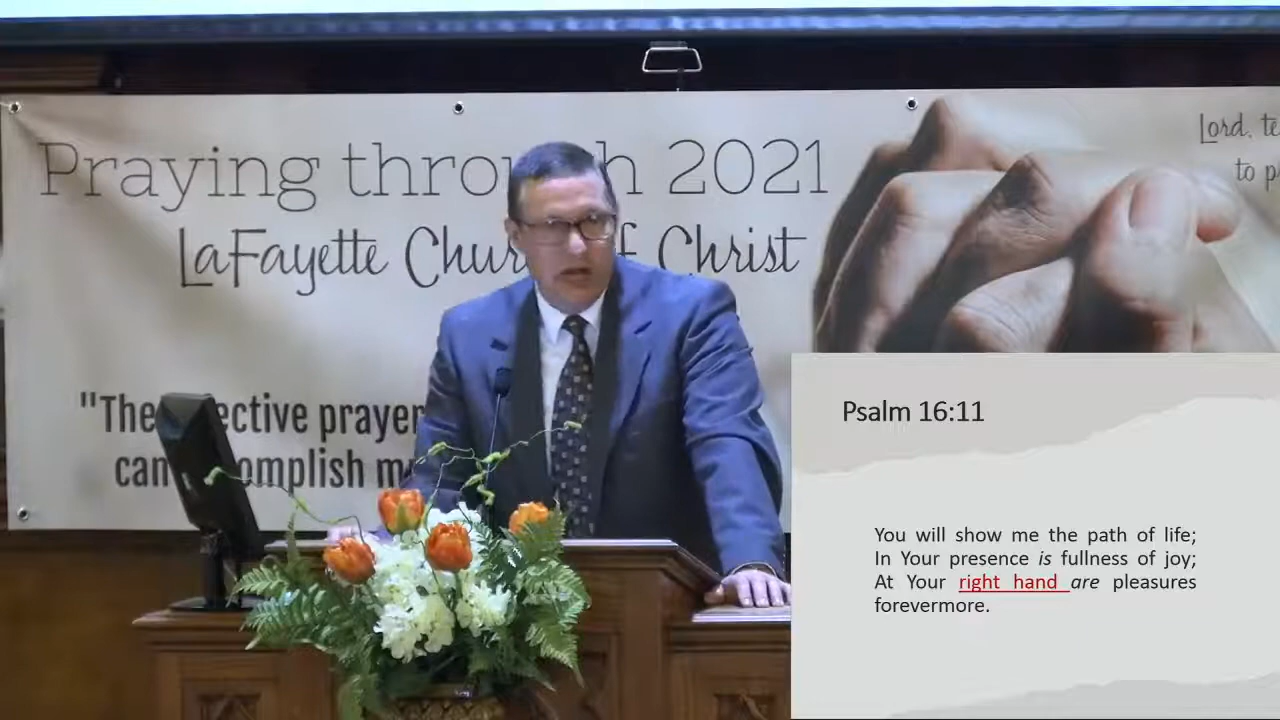 Praying thro h 2021
LaFayette Chur f Christ
Lord, te
to p
"The ective prayer
can omplish m
Psalm 16:11
You will show me the path of life;
In Your presence is fullness of joy;
At Your right hand are pleasures
forevermore.